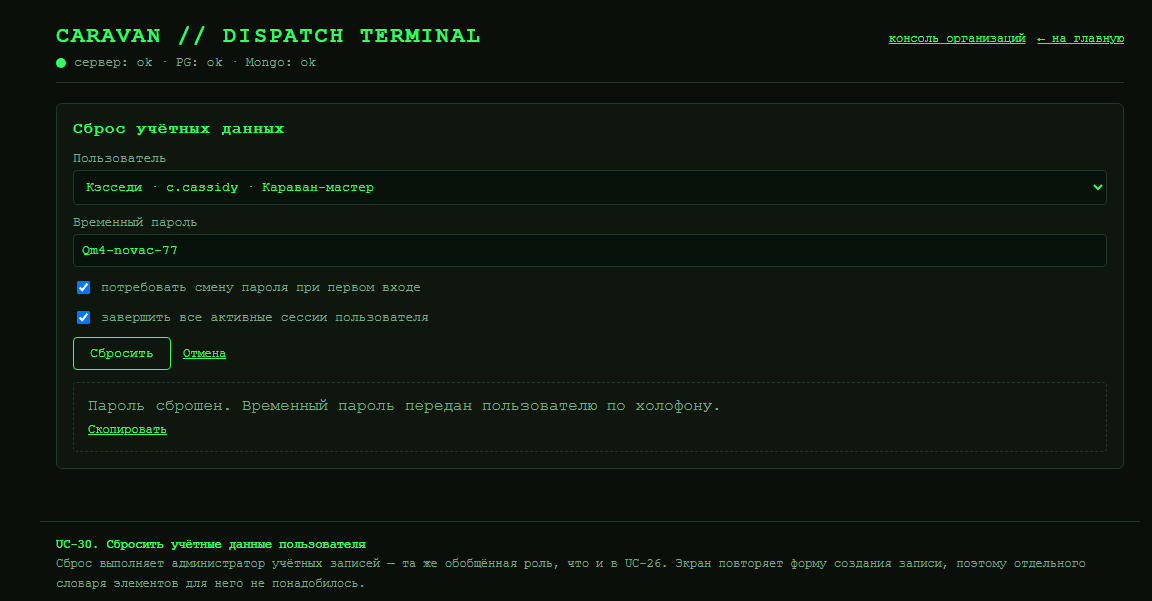 CARAVAN // DISPATCH TERMINAL
консоль организаций ← на главную
сервер: ok · PG: ok · Mongo: ok
Сброс учётных данных
Пользователь
Кэсседи · c.cassidy · Караван-мастер
Временный пароль
Qm4-novac-77
потребовать смену пароля при первом входе
завершить все активные сессии пользователя
Сбросить Отмена
Пароль сброшен. Временный пароль передан пользователю по холофону.
Скопировать
UC-30. Сбросить учётные данные пользователя
Сброс выполняет администратор учётных записей — та же обобщённая роль, что и в UC-26. Экран повторяет форму создания записи, поэтому отдельного
словаря элементов для него не понадобилось.